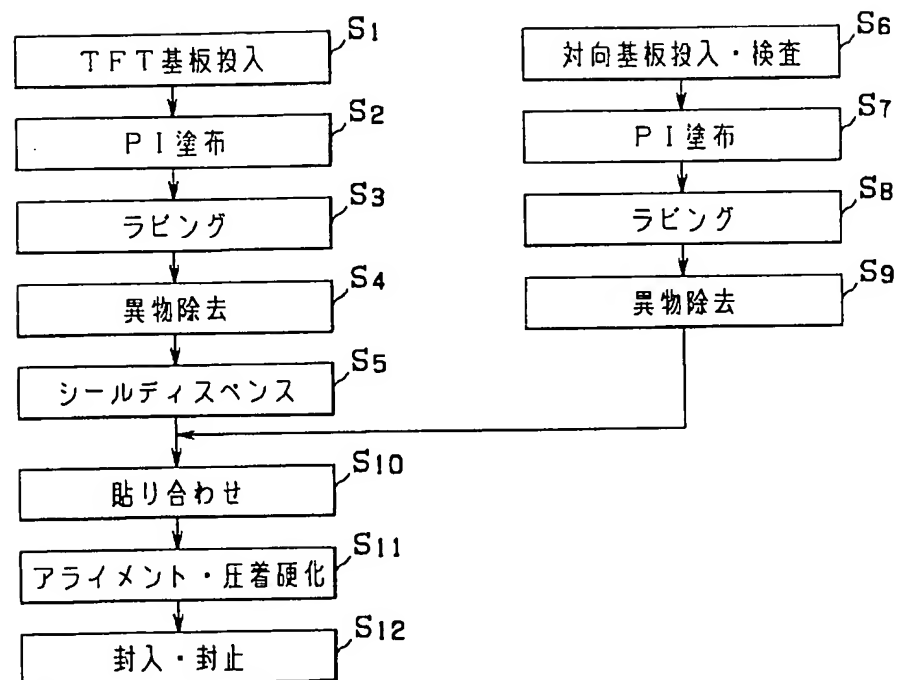 S1
TFT基板投入
S2
PI塗布
S3
ラビング
S4
異物除去
S5
シールディスペンス
S6
対向基板投入・検査
S7
PI塗布
S8
ラビング
S9
異物除去
S10
貼り合わせ
S11
アライメント・圧着硬化
S12
封入・封止